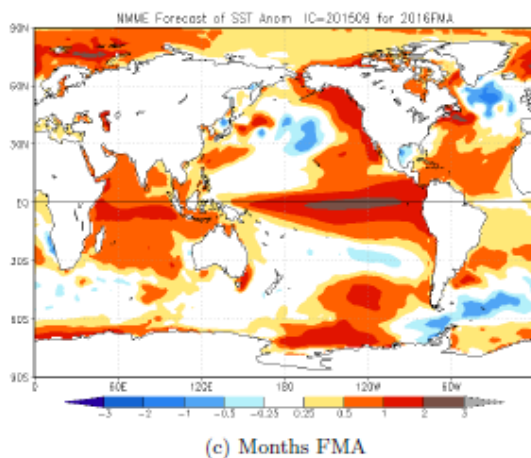 NMME Forecast of SST Anom IC=201509 for 2016FMA
90N
60N
30N
EQ
30S
60S
90S
0 60E 120E 180 120W 60W
-3 -2 -1 -0.5 -0.25 0.25 0.5 1 2 3
(c) Months FMA